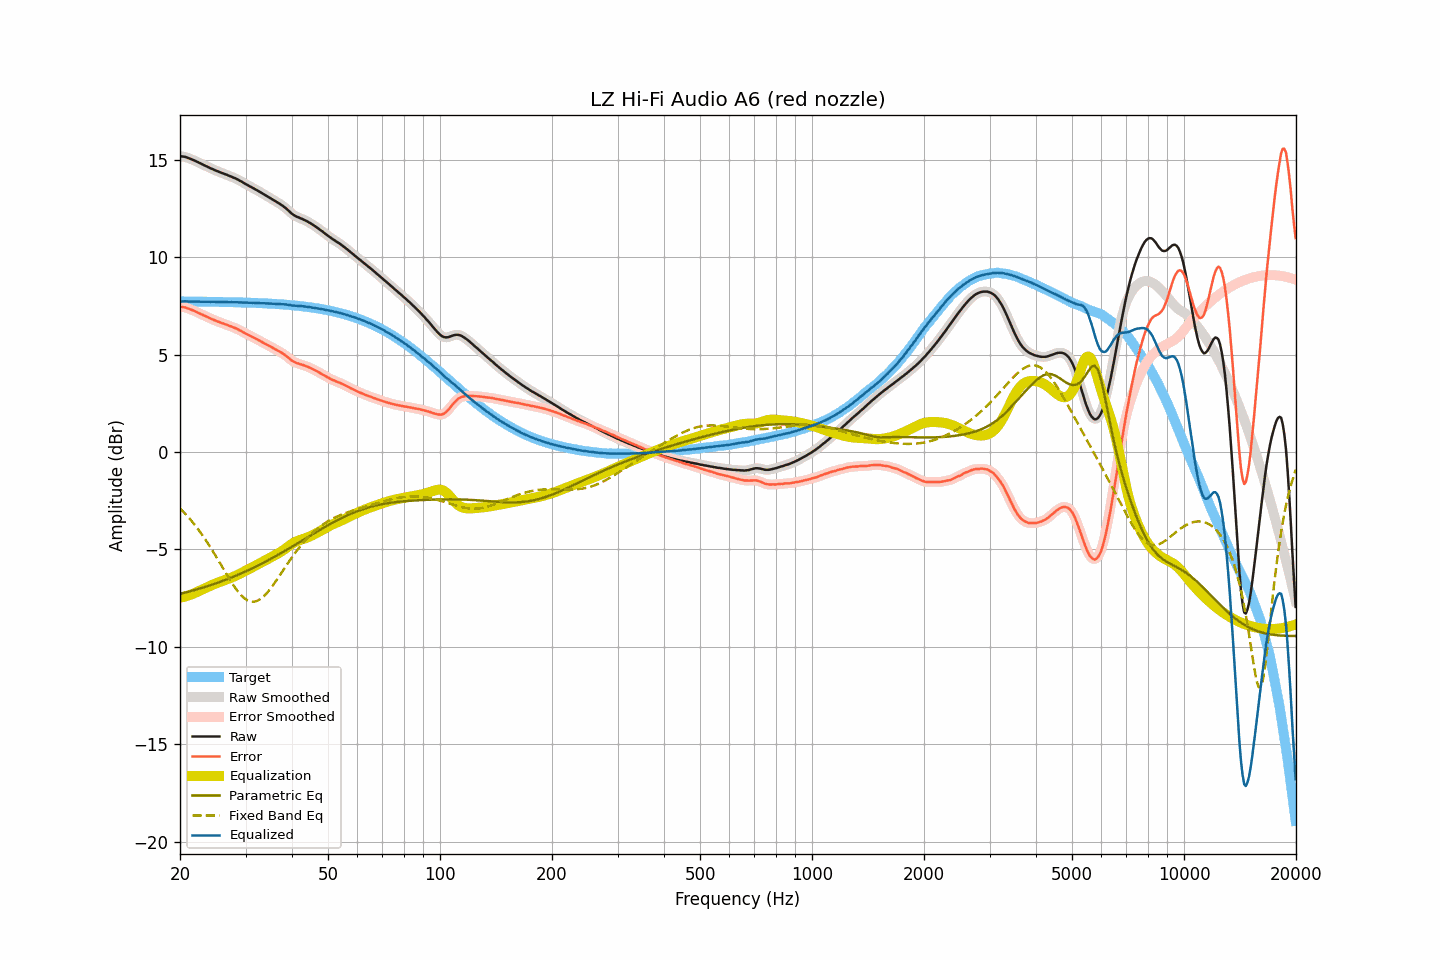 LZ Hi-Fi Audio A6 (red nozzle)
Amplitude (dBr)
15
10
5
0
−5
−10
−15
−20
Target
Raw Smoothed
Error Smoothed
Raw
Error
Equalization
Parametric Eq
Fixed Band Eq
Equalized
20 50 100 200 500 1000 2000 5000 10000 20000
Frequency (Hz)